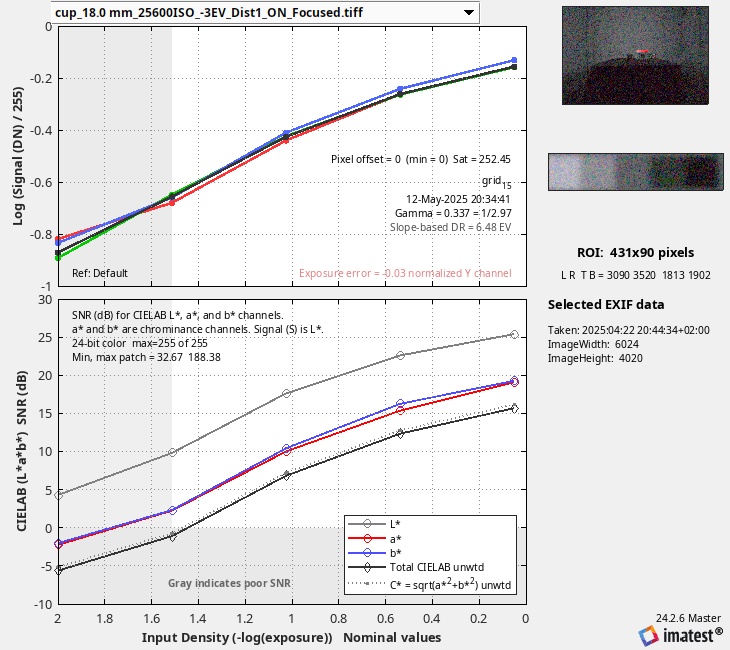 cup_18.0 mm_25600ISO_-3EV_Dist1_ON_Focused.tiff
0
-0.2
-0.4
-0.6
-0.8
-1
Log (Signal (DN) / 255)
Pixel offset = 0 (min = 0) Sat = 252.45
grid_15
12-May-2025 20:34:41
Gamma = 0.337 = 1/2.97
Slope-based DR = 6.48 EV
Ref: Default
Exposure error = -0.03 normalized Y channel
ROI: 431x90 pixels
L R T B = 3090 3520 1813 1902
Selected EXIF data
Taken: 2025:04:22 20:44:34+02:00
ImageWidth: 6024
ImageHeight: 4020
30
25
20
15
10
5
0
-5
-10
CIELAB (L*a*b*) SNR (dB)
SNR (dB) for CIELAB L*, a*, and b* channels.
a* and b* are chrominance channels. Signal (S) is L*.
24-bit color max=255 of 255
Min, max patch = 32.67 188.38
L*
a*
b*
Total CIELAB unwtd
C* = sqrt(a*2+b*2) unwtd
Gray indicates poor SNR
2 1.8 1.6 1.4 1.2 1 0.8 0.6 0.4 0.2 0
Input Density (-log(exposure)) Nominal values
24.2.6 Master
imatest®